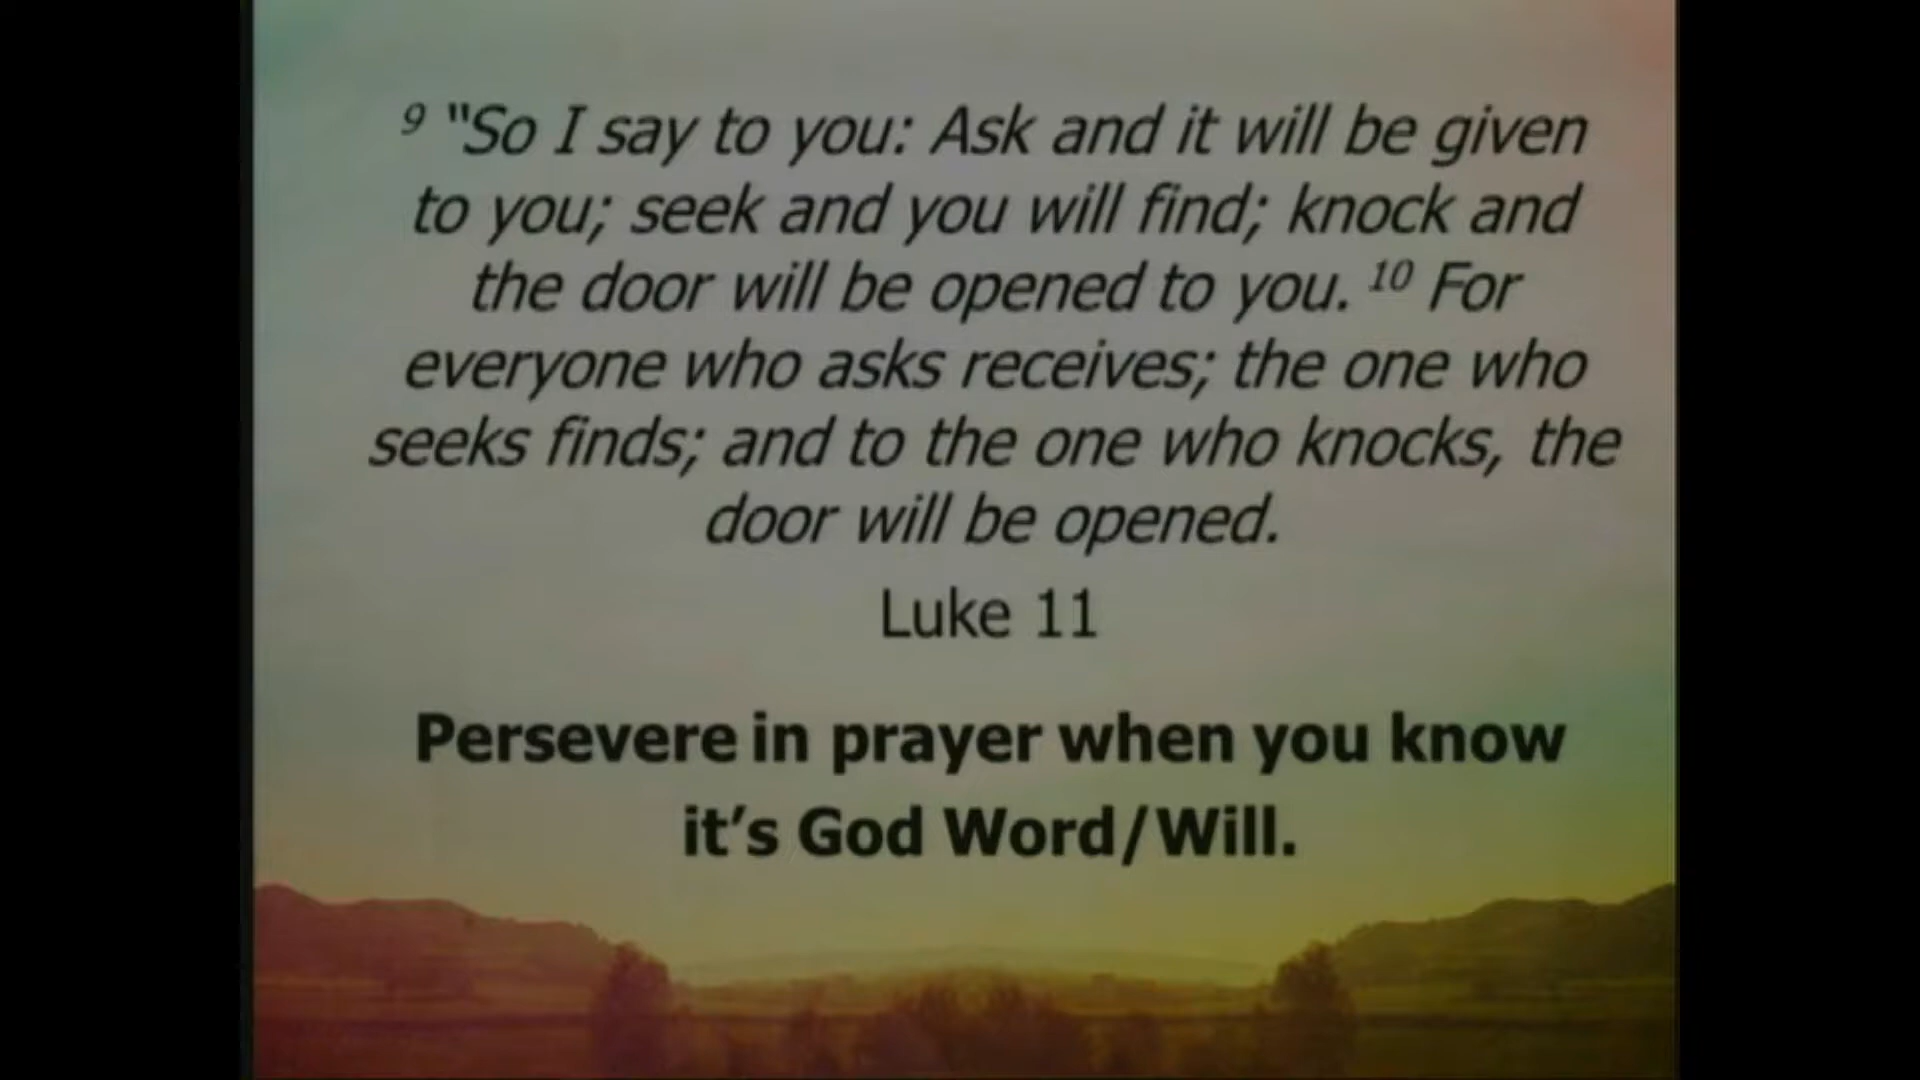 9 "So I say to you: Ask and it will be given
to you; seek and you will find; knock and
the door will be opened to you. 10 For
everyone who asks receives; the one who
seeks finds; and to the one who knocks, the
door will be opened.
Luke 11
Persevere in prayer when you know
it’s God Word/Will.